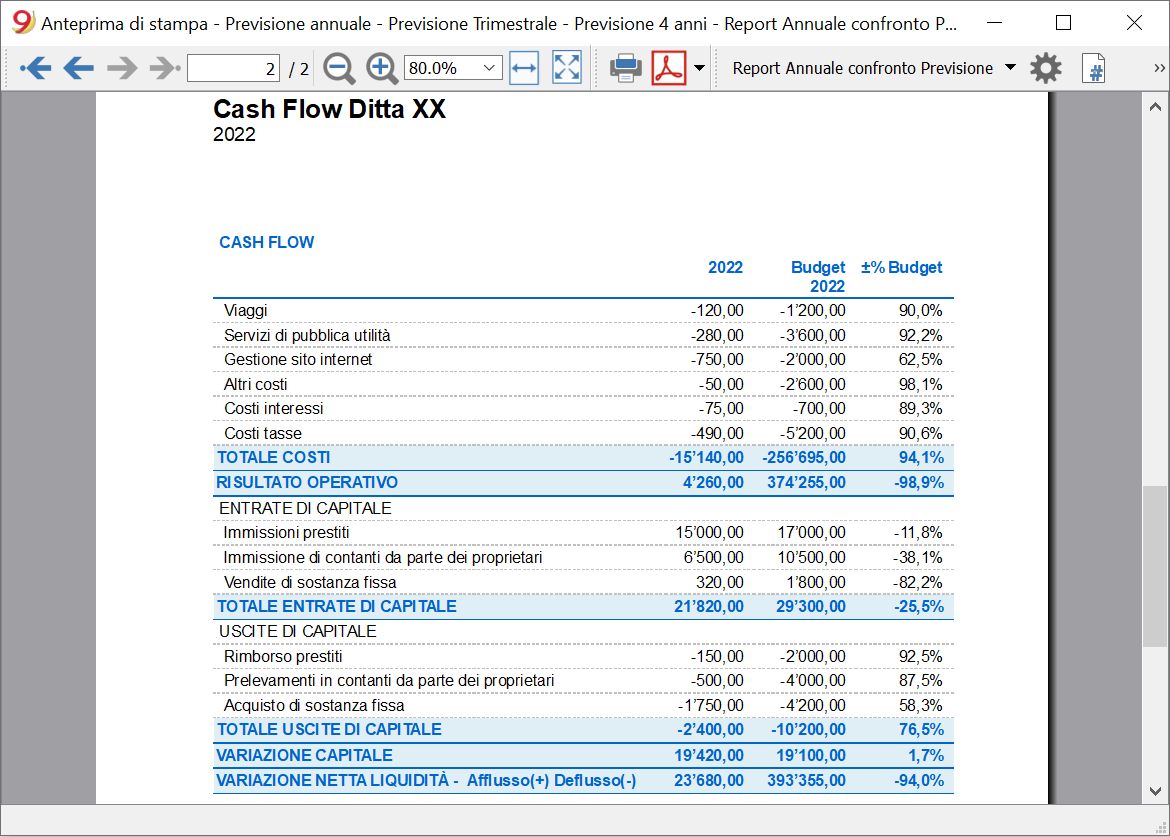 Anteprima di stampa - Previsione annuale - Previsione Trimestrale - Previsione 4 anni - Report Annuale confronto P...
2 / 2 80.0% Report Annuale confronto Previsione
Cash Flow Ditta XX
2022
CASH FLOW
2022 Budget 2022 ±% Budget
Viaggi -120,00 -1’200,00 90,0%
Servizi di pubblica utilità -280,00 -3’600,00 92,2%
Gestione sito internet -750,00 -2’000,00 62,5%
Altri costi -50,00 -2’600,00 98,1%
Costi interessi -75,00 -700,00 89,3%
Costi tasse -490,00 -5’200,00 90,6%
TOTALE COSTI -15’140,00 -256’695,00 94,1%
RISULTATO OPERATIVO 4’260,00 374’255,00 -98,9%
ENTRATE DI CAPITALE
Immissioni prestiti 15’000,00 17’000,00 -11,8%
Immissione di contanti da parte dei proprietari 6’500,00 10’500,00 -38,1%
Vendite di sostanza fissa 320,00 1’800,00 -82,2%
TOTALE ENTRATE DI CAPITALE 21’820,00 29’300,00 -25,5%
USCITE DI CAPITALE
Rimborso prestiti -150,00 -2’000,00 92,5%
Prelevamenti in contanti da parte dei proprietari -500,00 -4’000,00 87,5%
Acquisto di sostanza fissa -1’750,00 -4’200,00 58,3%
TOTALE USCITE DI CAPITALE -2’400,00 -10’200,00 76,5%
VARIAZIONE CAPITALE 19’420,00 19’100,00 1,7%
VARIAZIONE NETTA LIQUIDITÀ - Afflusso(+) Deflusso(-) 23’680,00 393’355,00 -94,0%